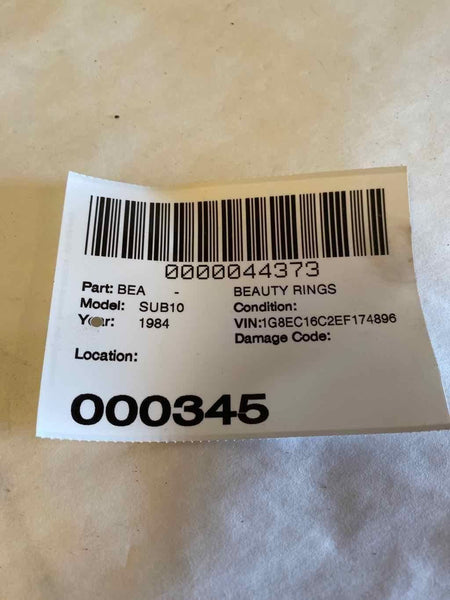 0000044373
Part: BEA - BEAUTY RINGS
Model: SUB10 Condition:
Year: 1984 VIN:1G8EC16C2EF174896
Damage Code:
Location:
000345